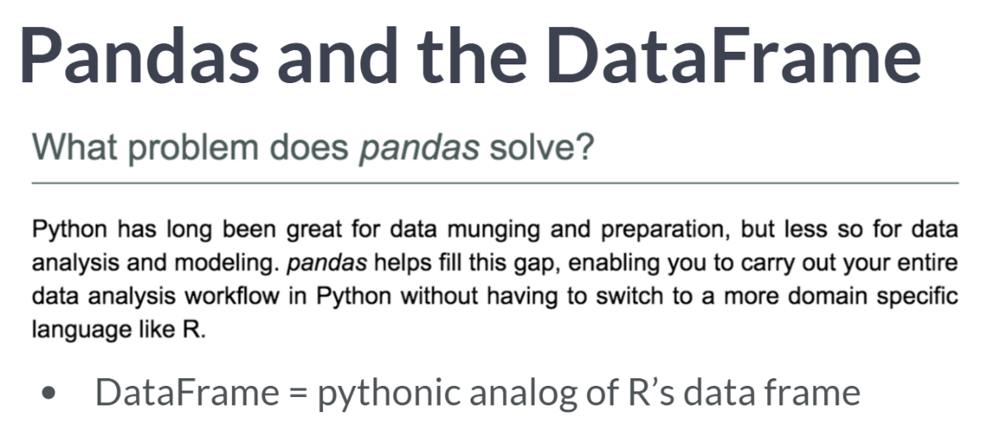 Pandas and the DataFrame
What problem does pandas solve?
Python has long been great for data munging and preparation, but less so for data
analysis and modeling. pandas helps fill this gap, enabling you to carry out your entire
data analysis workflow in Python without having to switch to a more domain specific
language like R.
• DataFrame = pythonic analog of R’s data frame